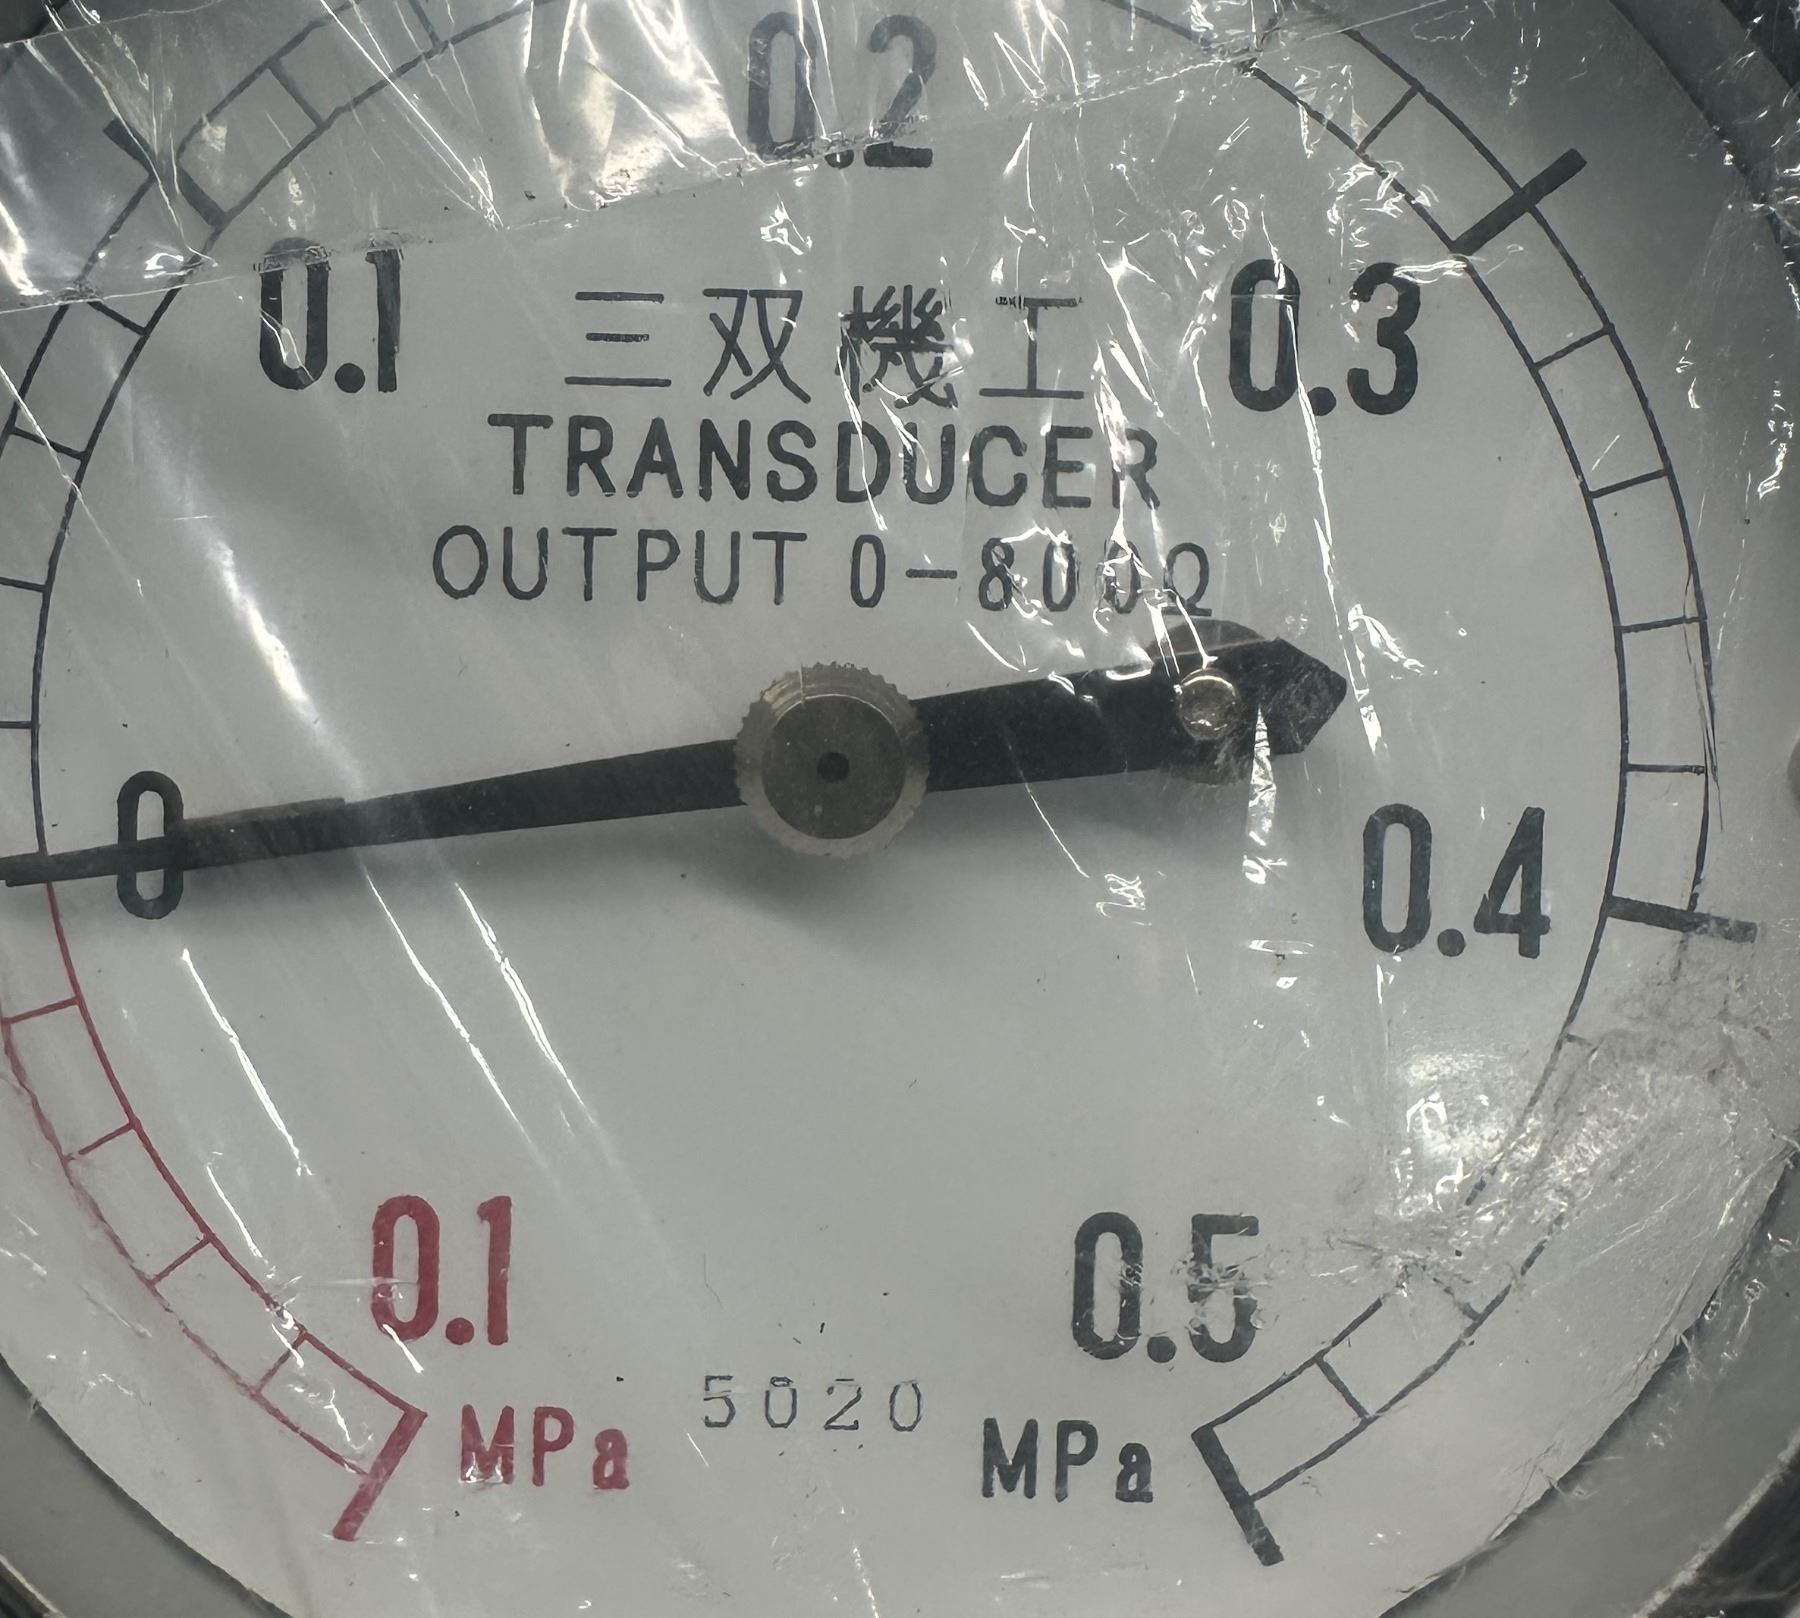 0.2
0.1
0.3
三双機工
TRANSDUCER
OUTPUT 0-800Ω
0
0.4
0.1
0.5
5020
MPa
MPa